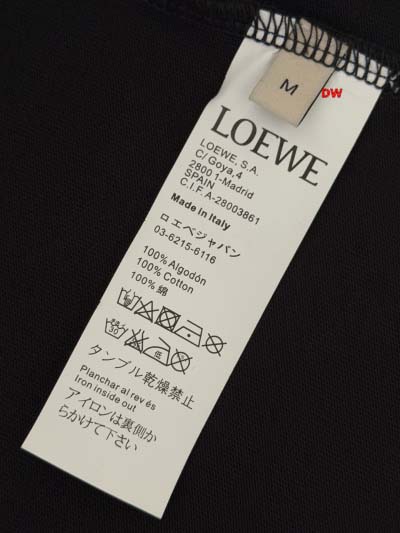 M
DW
LOEWE
LOEWE, S.A.
C/ Goya,4
2800 1-Madrid
SPAIN
C.I.F.A-28003861
Made in Italy
ロエベジャパン
03-6215-6116
100% Algodón
100% Cotton
100% 綿
低
タンブル乾燥禁止
Planchar al rev és
Iron inside out
アイロンは裏側か
らかけて下さい